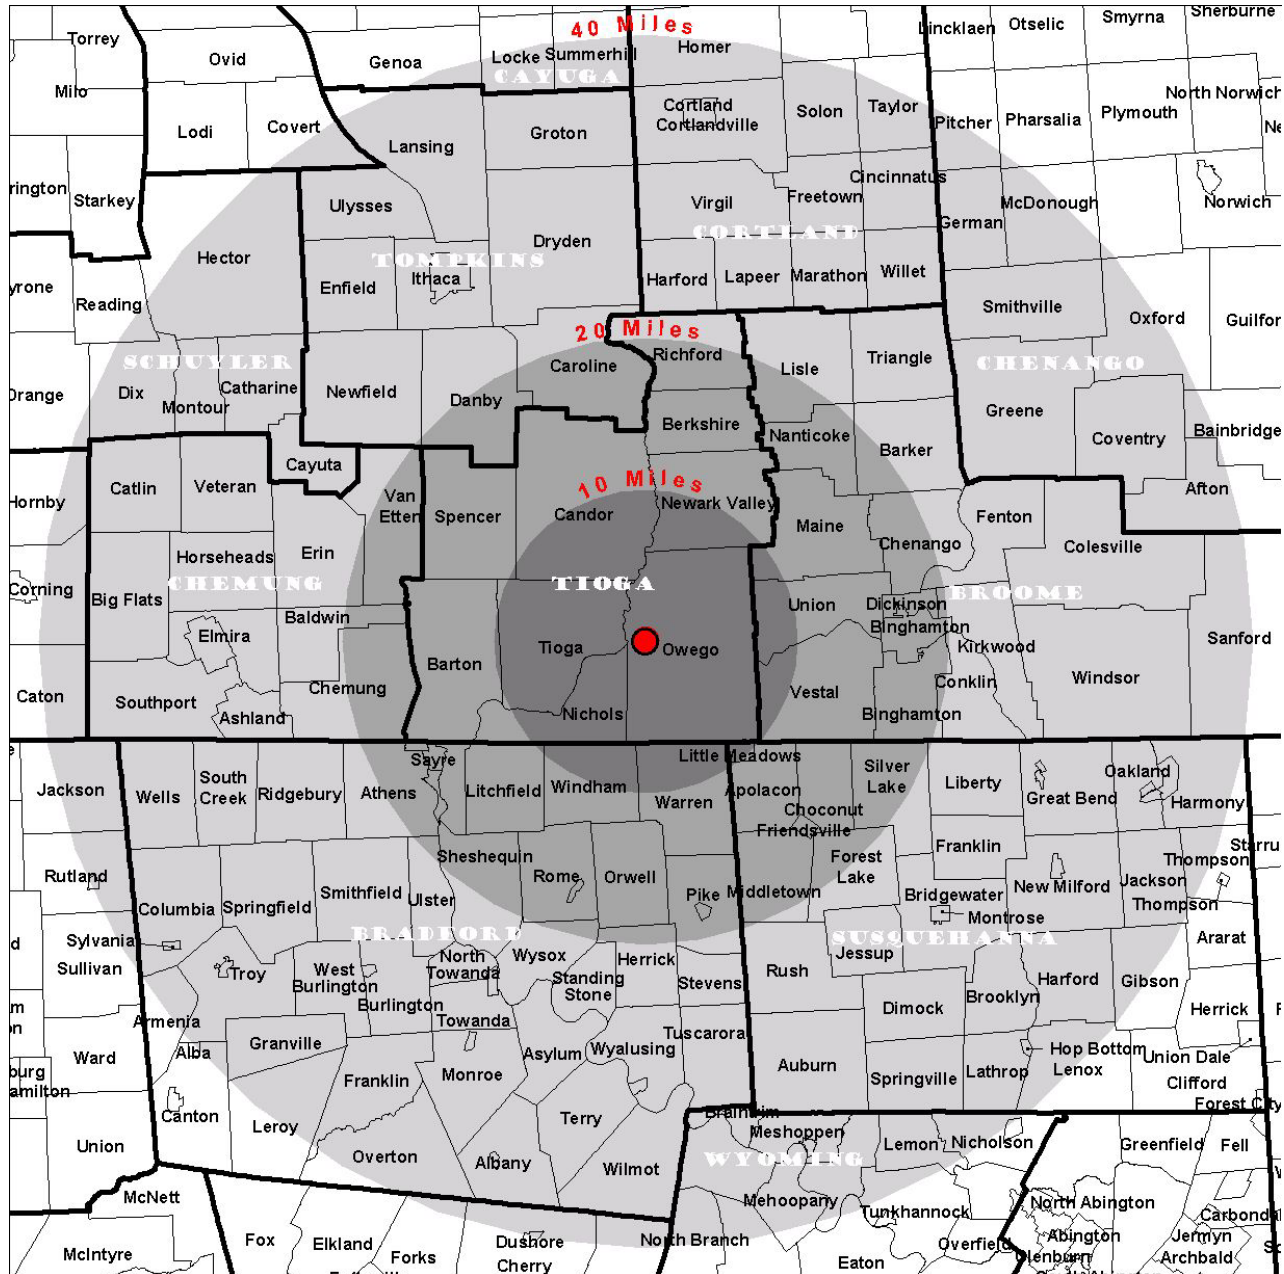 40 Miles
Torrey
Ovid
Genoa
Locke
Summerhill
Homer
Lincklaen
Otselic
Smyrna
Sherburne
CAYUGA
Milo
Lodi
Covert
Lansing
Groton
Cortland
Cortlandville
Solon
Taylor
Pitcher
Pharsalia
Plymouth
North Norwich
Ne
rrington
Starkey
Ulysses
Virgil
Freetown
Cincinnatus
German
McDonough
Norwich
Hector
Dryden
CORTLAND
TOMPKINS
Enfield
Ithaca
Harford
Lapeer
Marathon
Willet
yrone
Reading
Smithville
Oxford
Guilfor
20 Miles
SCHUYLER
Caroline
Richford
Lisle
Triangle
CHENANGO
Orange
Dix
Montour
Catharine
Newfield
Danby
Berkshire
Nanticoke
Barker
Greene
Coventry
Bainbridge
Cayuta
10 Miles
Hornby
Catlin
Veteran
Van
Etten
Spencer
Candor
Newark Valley
Maine
Fenton
Afton
Chenango
Colesville
Horseheads
Erin
CHEMUNG
TIOGA
BROOME
Corning
Big Flats
Baldwin
Union
Dickinson
Binghamton
Elmira
Barton
Tioga
Owego
Kirkwood
Sanford
Caton
Southport
Ashland
Chemung
Nichols
Vestal
Conklin
Binghamton
Windsor
Sayre
Little Meadows
Jackson
Wells
South
Creek
Ridgebury
Athens
Litchfield
Windham
Warren
Apolacon
Choconut
Silver
Lake
Liberty
Great Bend
Oakland
Harmony
Friendsville
Rutland
Sheshequin
Rome
Orwell
Forest
Lake
Franklin
Starru
Thompson
Columbia
Springfield
Smithfield
Ulster
Pike
Middletown
Bridgewater
New Milford
Jackson
Thompson
Montrose
d
Sylvania
BRADFORD
SUSQUEHANNA
Ararat
Sullivan
Troy
West
Burlington
Burlington
North
Towanda
Wysox
Standing
Stone
Herrick
Stevens
Rush
Jessup
Harford
Gibson
Brooklyn
Dimock
Herrick
m
on
Armenia
Towanda
Tuscarora
Ward
Alba
Granville
Asylum
Wyalusing
Auburn
Springville
Lathrop
Hop Bottom
Lenox
Union Dale
Clifford
burg
amilton
Franklin
Monroe
Canton
Forest City
Leroy
Terry
Braintrim
Meshoppen
Lemon
Nicholson
Greenfield
Fell
Union
Overton
Albany
Wilmot
WYOMING
McNett
Mehoopany
Tunkhannock
North Abington
Carbondal
Fox
Elkland
Forks
Dushore
Cherry
North Branch
Overfield
Abington
Glenburn
Jermyn
Archbald
McIntyre
Eaton